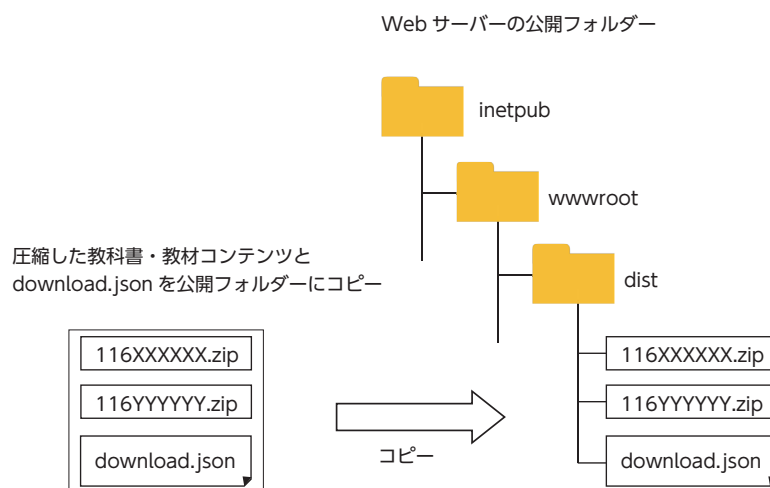 Web サーバーの公開フォルダー
inetpub
wwwroot
dist
圧縮した教科書・教材コンテンツと
download.json を公開フォルダーにコピー
116XXXXXX.zip
116YYYYYY.zip
download.json
コピー
116XXXXXX.zip
116YYYYYY.zip
download.json